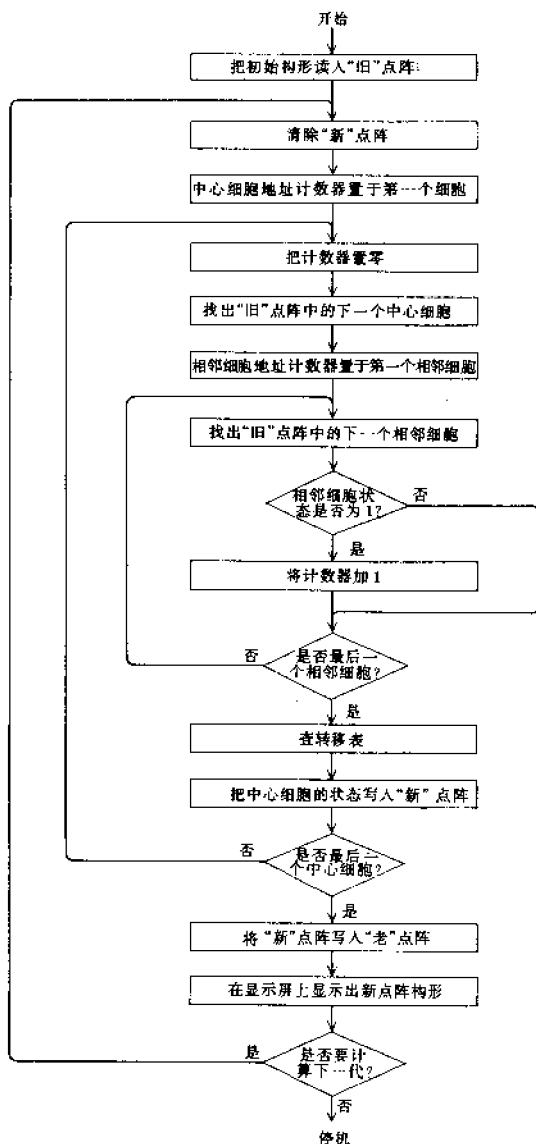 开始
把初始构形读入“旧”点阵
清除“新”点阵
中心细胞地址计数器置于第一个细胞
把计数器置零
找出“旧”点阵中的下一个中心细胞
相邻细胞地址计数器置于第一个相邻细胞
找出“旧”点阵中的下一个相邻细胞
相邻细胞状
态是否为1?
否
是
将计数器加1
否
是否最后一
个相邻细胞?
是
查转移表
把中心细胞的状态写入“新”点阵
否
是否最后一
个中心细胞?
是
将“新”点阵写入“老”点阵
在显示屏上显示出新点阵构形
是
是否要计
算下一代?
否
停机